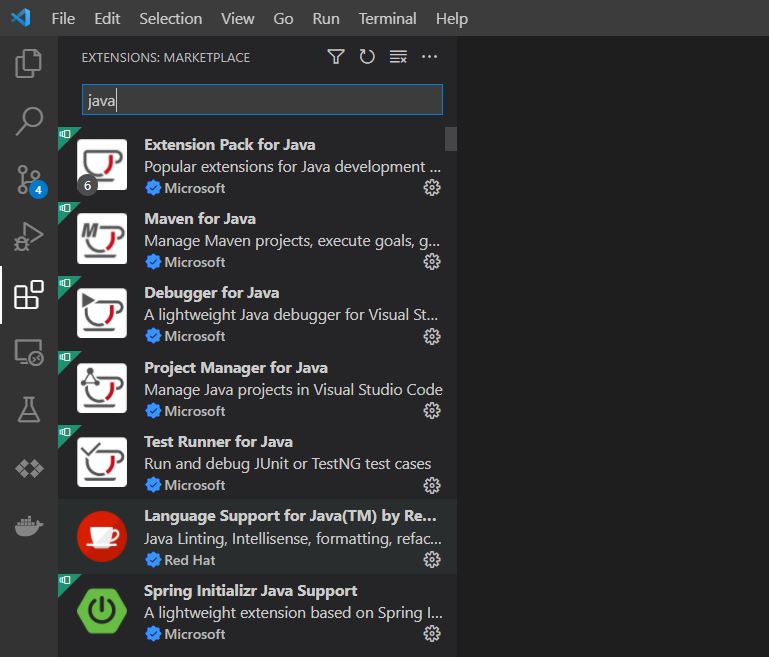 File Edit Selection View Go Run Terminal Help
EXTENSIONS: MARKETPLACE
java
Extension Pack for Java
Popular extensions for Java development ...
6
Microsoft
4
Maven for Java
Manage Maven projects, execute goals, g...
Microsoft
Debugger for Java
A lightweight Java debugger for Visual St...
Microsoft
Project Manager for Java
Manage Java projects in Visual Studio Code
Microsoft
Test Runner for Java
Run and debug JUnit or TestNG test cases
Microsoft
Language Support for Java(TM) by Re...
Java Linting, Intellisense, formatting, refac...
Red Hat
Spring Initializr Java Support
A lightweight extension based on Spring I...
Microsoft